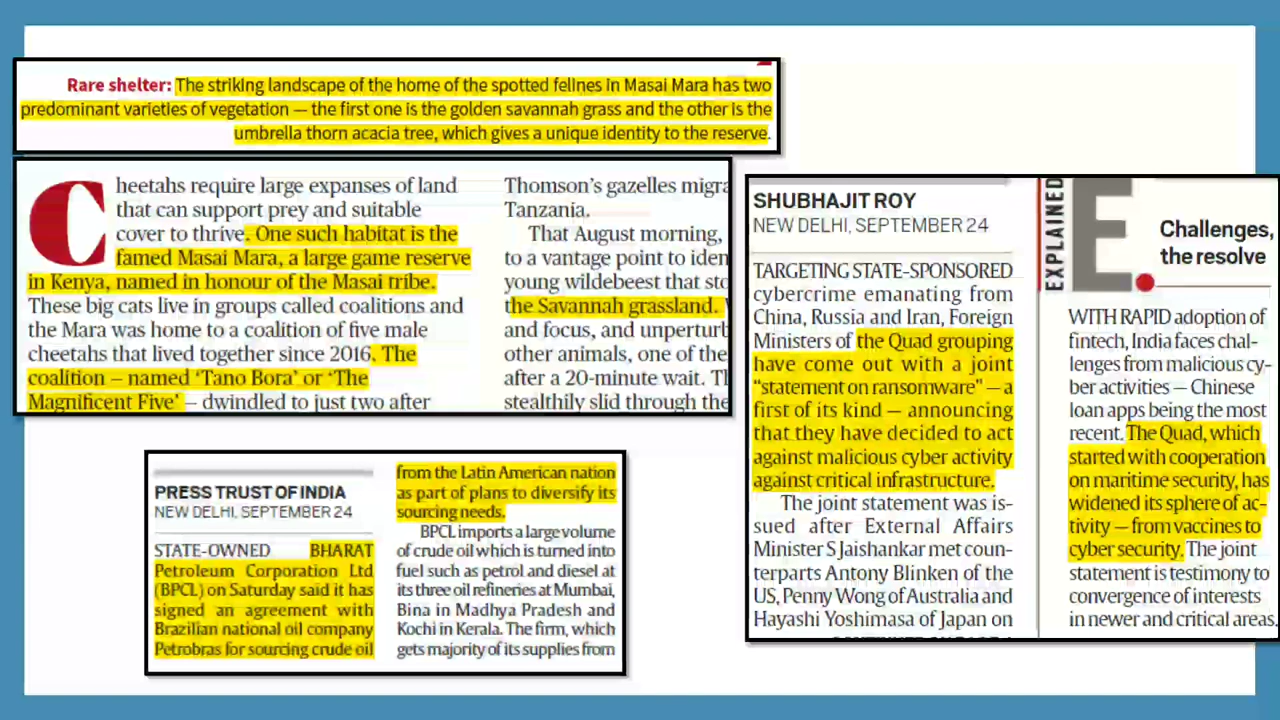 Rare shelter: The striking landscape of the home of the spotted felines in Masai Mara has two
predominant varieties of vegetation — the first one is the golden savannah grass and the other is the
umbrella thorn acacia tree, which gives a unique identity to the reserve.
Cheetahs require large expanses of land
that can support prey and suitable
cover to thrive. One such habitat is the
famed Masai Mara, a large game reserve
in Kenya, named in honour of the Masai tribe.
These big cats live in groups called coalitions and
the Mara was home to a coalition of five male
cheetahs that lived together since 2016. The
coalition – named ‘Tano Bora’ or ‘The
Magnificent Five’ – dwindled to just two after
Thomson’s gazelles migra
Tanzania.
That August morning,
to a vantage point to iden
young wildebeest that sto
the Savannah grassland.
and focus, and unperturb
other animals, one of the
after a 20-minute wait. Th
stealthily slid through the
PRESS TRUST OF INDIA
NEW DELHI, SEPTEMBER 24
STATE-OWNED BHARAT
Petroleum Corporation Ltd
(BPCL) on Saturday said it has
signed an agreement with
Brazilian national oil company
Petrobras for sourcing crude oil
from the Latin American nation
as part of plans to diversify its
sourcing needs.
BPCL imports a large volume
of crude oil which is turned into
fuel such as petrol and diesel at
its three oil refineries at Mumbai,
Bina in Madhya Pradesh and
Kochi in Kerala. The firm, which
gets majority of its supplies from
SHUBHAJIT ROY
NEW DELHI, SEPTEMBER 24
TARGETING STATE-SPONSORED
cybercrime emanating from
China, Russia and Iran, Foreign
Ministers of the Quad grouping
have come out with a joint
“statement on ransomware” — a
first of its kind — announcing
that they have decided to act
against malicious cyber activity
against critical infrastructure.
The joint statement was is-
sued after External Affairs
Minister S Jaishankar met coun-
terparts Antony Blinken of the
US, Penny Wong of Australia and
Hayashi Yoshimasa of Japan on
EXPLAINED
E.
Challenges,
the resolve
WITH RAPID adoption of
fintech, India faces chal-
lenges from malicious cy-
ber activities — Chinese
loan apps being the most
recent. The Quad, which
started with cooperation
on maritime security, has
widened its sphere of ac-
tivity — from vaccines to
cyber security. The joint
statement is testimony to
convergence of interests
in newer and critical areas.